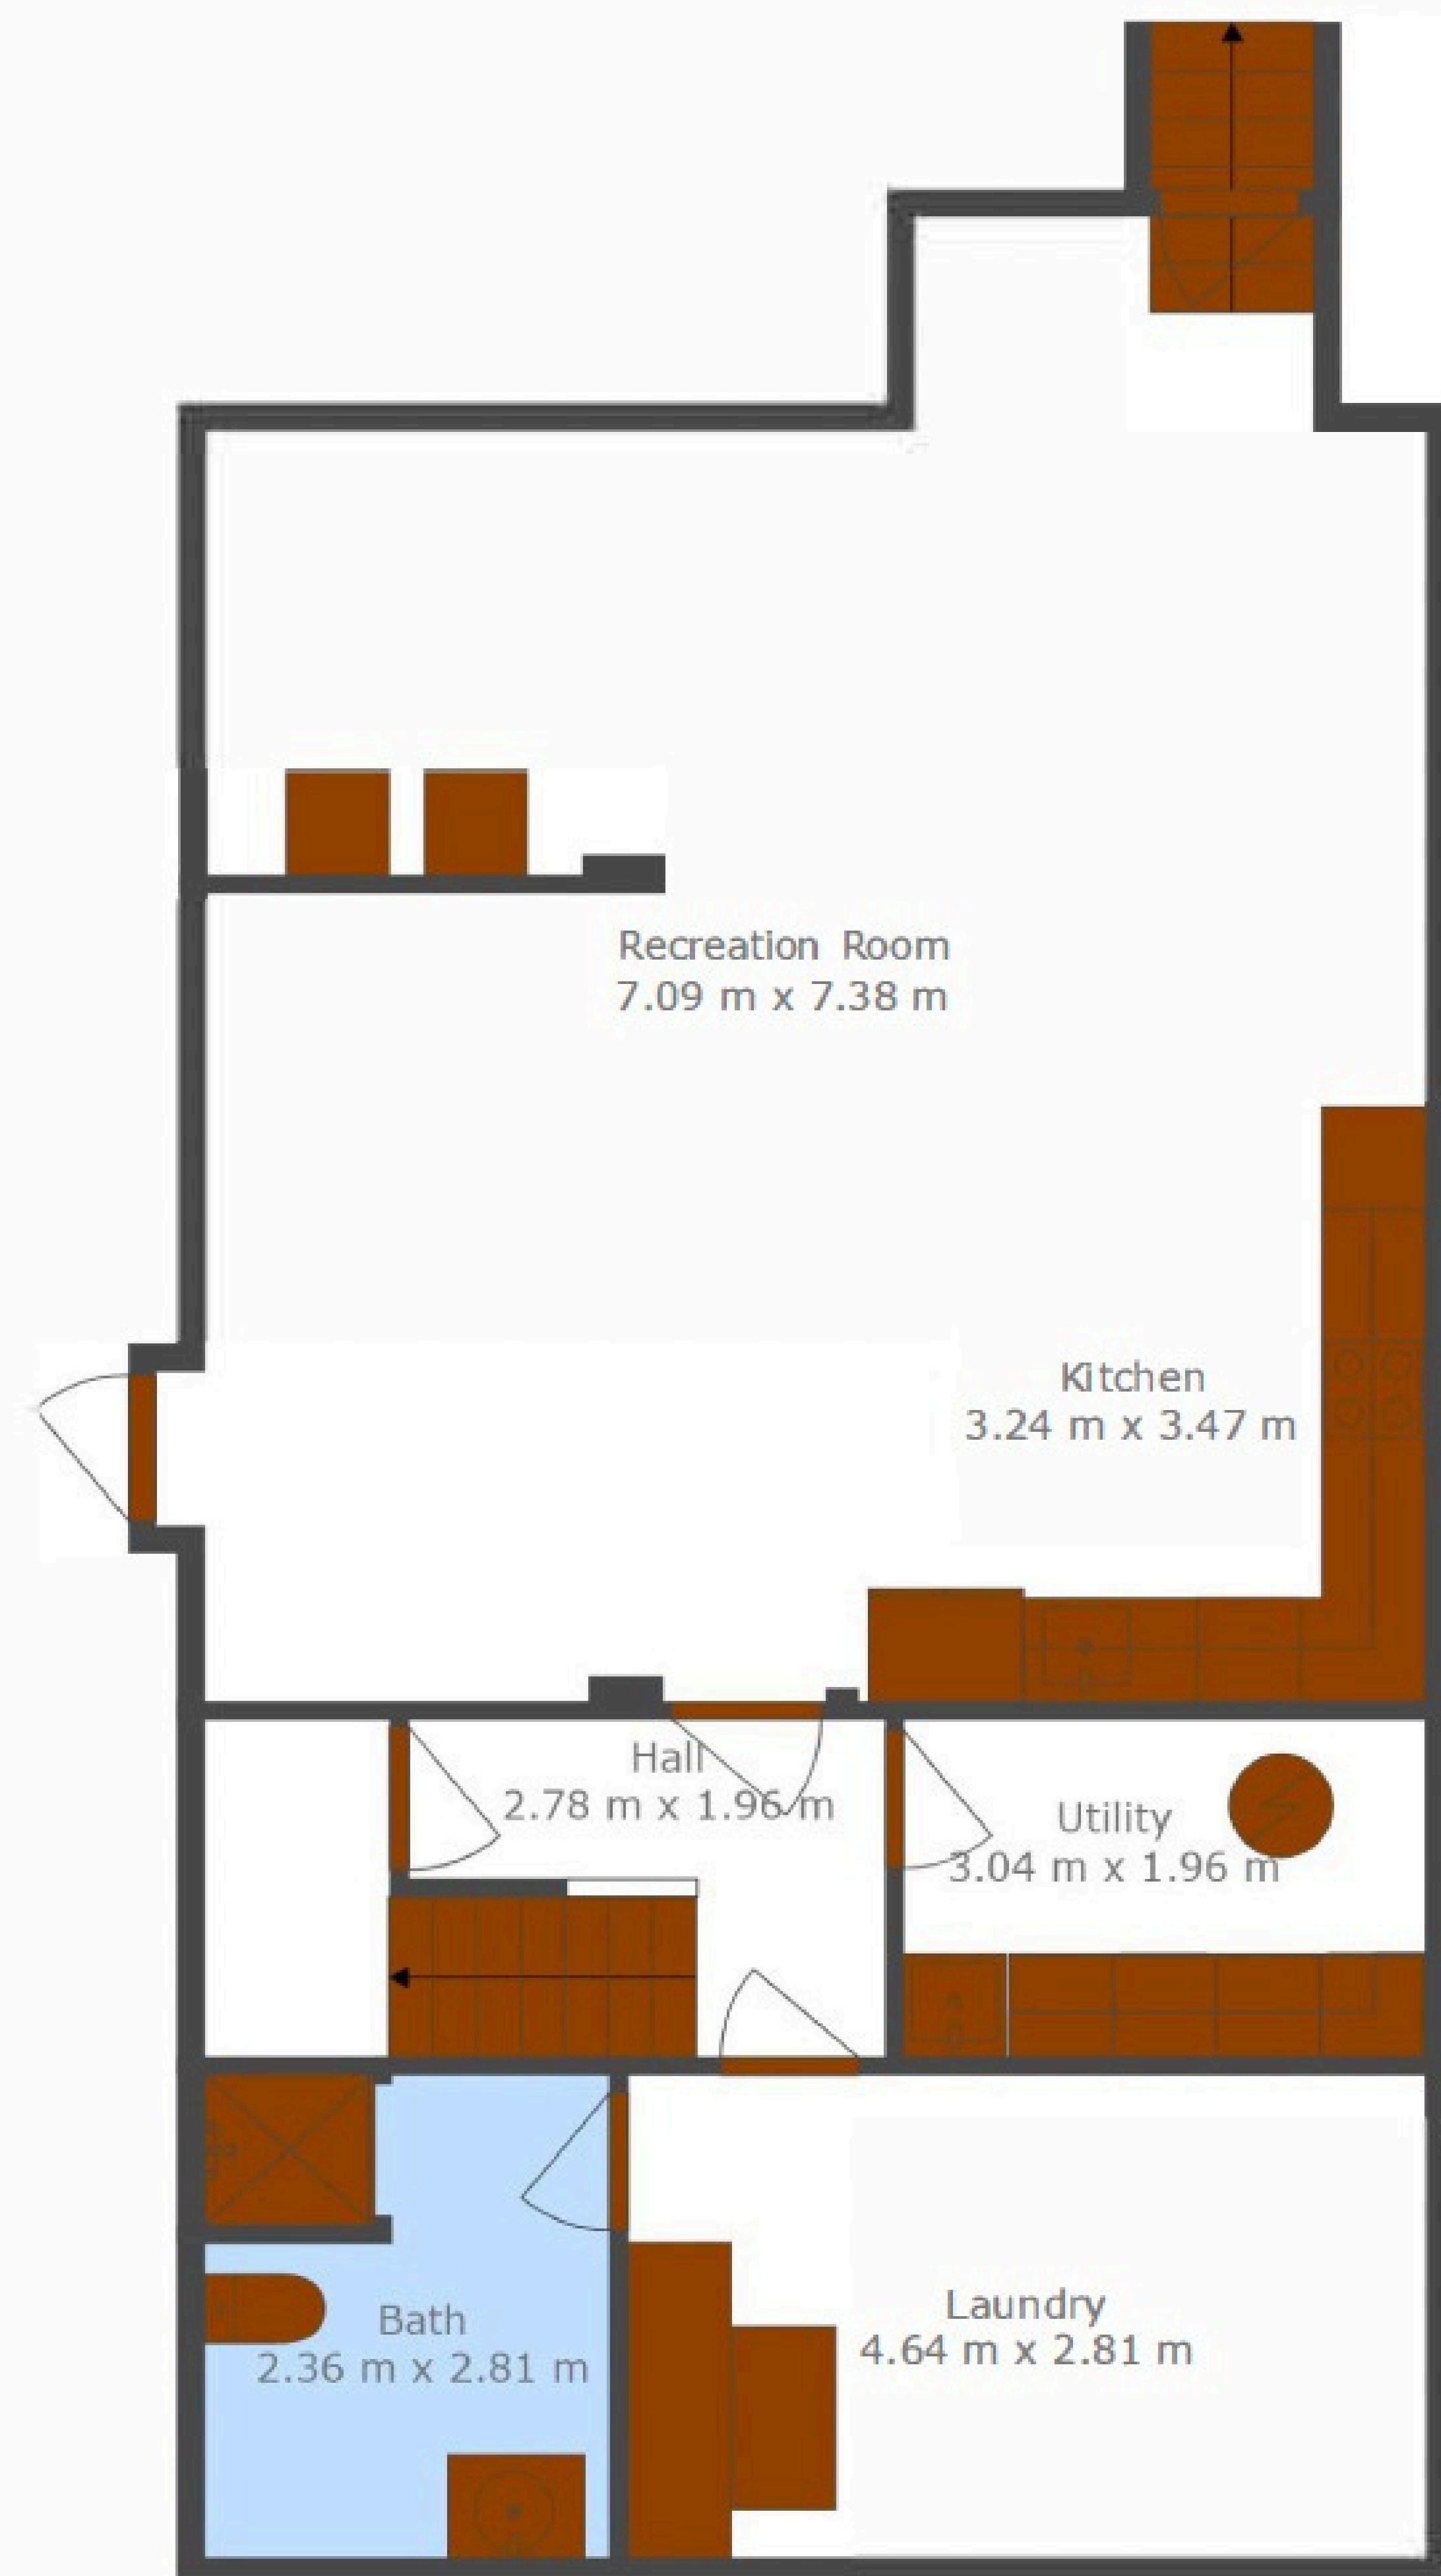 Recreation Room
7.09 m x 7.38 m
Kitchen
3.24 m x 3.47 m
Hall
2.78 m x 1.96 m
Utility
3.04 m x 1.96 m
Laundry
4.64 m x 2.81 m
Bath
2.36 m x 2.81 m